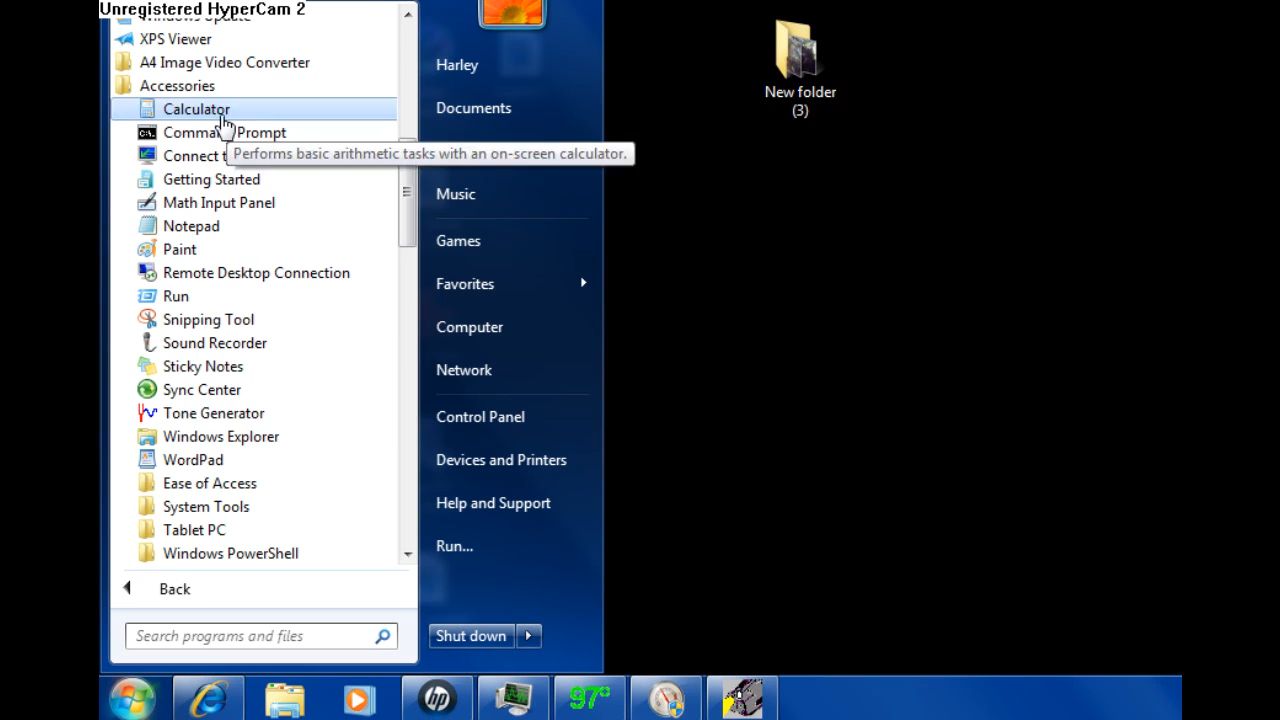 Unregistered HyperCam 2
Windows Update
XPS Viewer
A4 Image Video Converter
Accessories
Calculator
Prompt
Performs basic arithmetic tasks with an on-screen calculator.
Connect
Getting Started
Math Input Panel
Notepad
Paint
Remote Desktop Connection
Run
Snipping Tool
Sound Recorder
Sticky Notes
Sync Center
Tone Generator
Windows Explorer
WordPad
Ease of Access
System Tools
Tablet PC
Windows PowerShell
Back
Search programs and files
Harley
Documents
Music
Games
Favorites
Computer
Network
Control Panel
Devices and Printers
Help and Support
Run...
Shut down
New folder
(3)
hp
97°